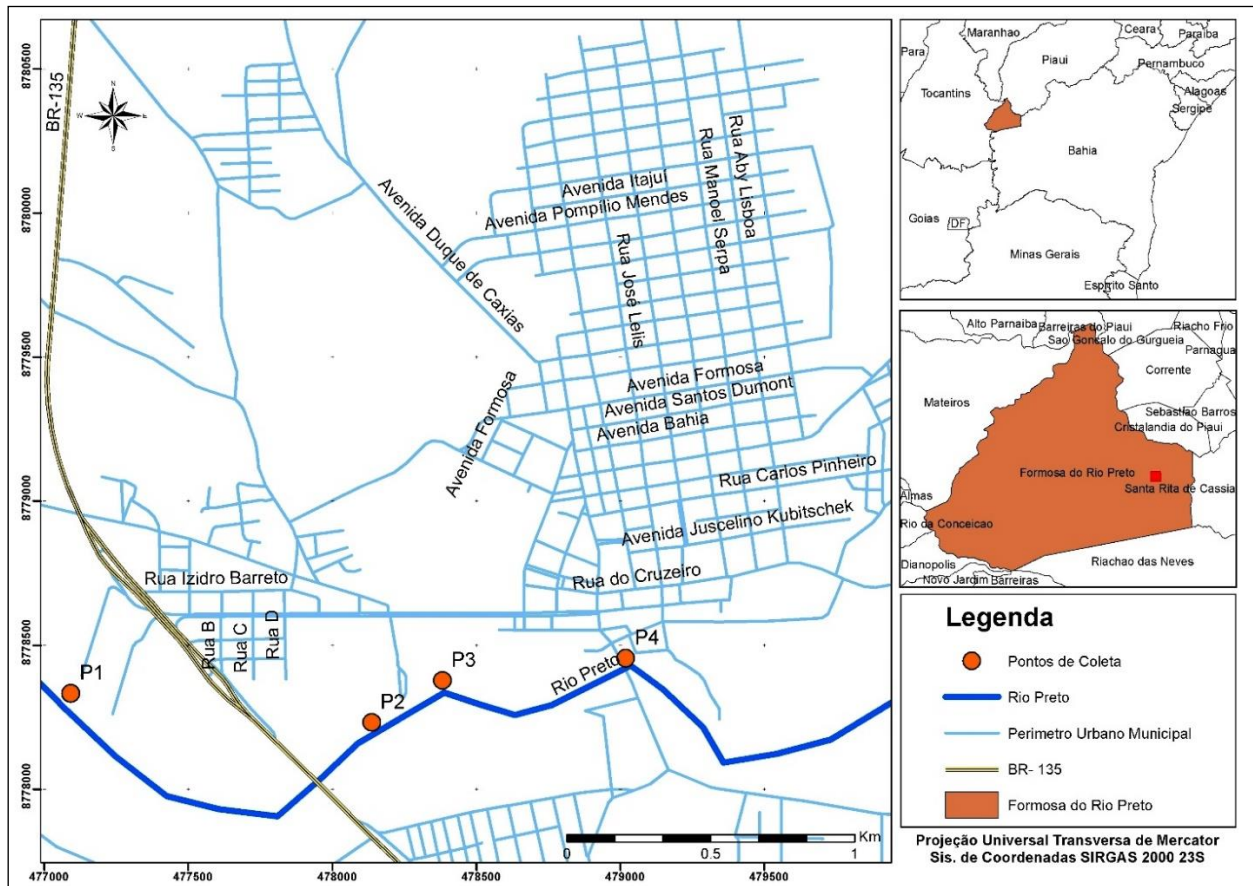 8780500
8780000
8779500
8779000
8778500
8778000
477000
477500
478000
478500
479000
479500
N
W
E
S
BR-135
Avenida Duque de Caxias
Avenida Itajuí
Avenida Pompílio Mendes
Rua Aby Lisboa
Rua Manoel Serpa
Rua José Lelis
Avenida Formosa
Avenida Formosa
Avenida Santos Dumont
Avenida Bahia
Rua Carlos Pinheiro
Avenida Juscelino Kubitschek
Rua do Cruzeiro
Rua Izidro Barreto
Rua B
Rua C
Rua D
P1
P2
P3
P4
Rio Preto
Km
0
0.5
1
Maranhao
Ceara
Paraiba
Para
Piaui
Pernambuco
Tocantins
Alagoas
Sergipe
Bahia
Goias
DF
Minas Gerais
Espirito Santo
Alto Parnaiba
Barreiras do Piaui
Riacho Frio
Sao Goncalo do Gurgueia
Parnagua
Corrente
Mateiros
Sebastiao Barros
Cristalandia do Piaui
Formosa do Rio Preto
Santa Rita de Cassia
Almas
Rio da Conceicao
Dianopolis
Riachao das Neves
Novo Jardim
Barreiras
Legenda
Pontos de Coleta
Rio Preto
Perimetro Urbano Municipal
BR- 135
Formosa do Rio Preto
Projeção Universal Transversa de Mercator
Sis. de Coordenadas SIRGAS 2000 23S